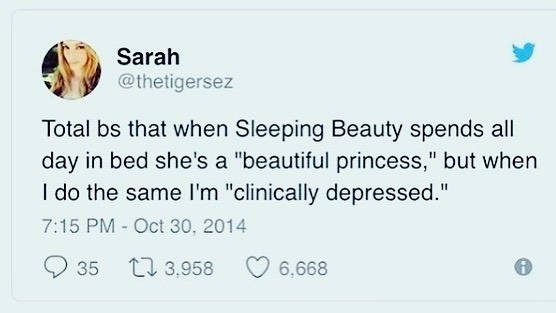 Sarah
@thetigersez
Total bs that when Sleeping Beauty spends all
day in bed she's a "beautiful princess," but when
I do the same I'm "clinically depressed."
7:15 PM - Oct 30, 2014
35 3,958 6,668